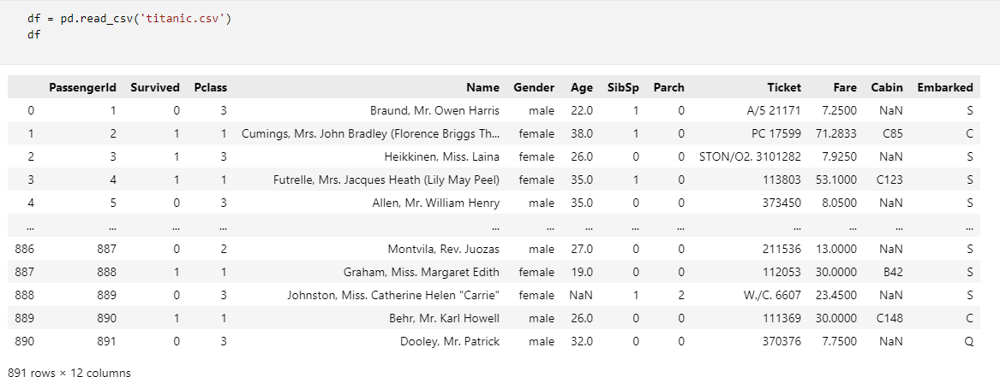 df = pd.read_csv('titanic.csv')
df
PassengerId Survived Pclass Name Gender Age SibSp Parch Ticket Fare Cabin Embarked
0 1 0 3 Braund, Mr. Owen Harris male 22.0 1 0 A/5 21171 7.2500 NaN S
1 2 1 1 Cumings, Mrs. John Bradley (Florence Briggs Th... female 38.0 1 0 PC 17599 71.2833 C85 C
2 3 1 3 Heikkinen, Miss. Laina female 26.0 0 0 STON/O2. 3101282 7.9250 NaN S
3 4 1 1 Futrelle, Mrs. Jacques Heath (Lily May Peel) female 35.0 1 0 113803 53.1000 C123 S
4 5 0 3 Allen, Mr. William Henry male 35.0 0 0 373450 8.0500 NaN S
... ... ... ... ... ... ... ... ... ... ... ... ...
886 887 0 2 Montvila, Rev. Juozas male 27.0 0 0 211536 13.0000 NaN S
887 888 1 1 Graham, Miss. Margaret Edith female 19.0 0 0 112053 30.0000 B42 S
888 889 0 3 Johnston, Miss. Catherine Helen "Carrie" female NaN 1 2 W./C. 6607 23.4500 NaN S
889 890 1 1 Behr, Mr. Karl Howell male 26.0 0 0 111369 30.0000 C148 C
890 891 0 3 Dooley, Mr. Patrick male 32.0 0 0 370376 7.7500 NaN Q
891 rows × 12 columns